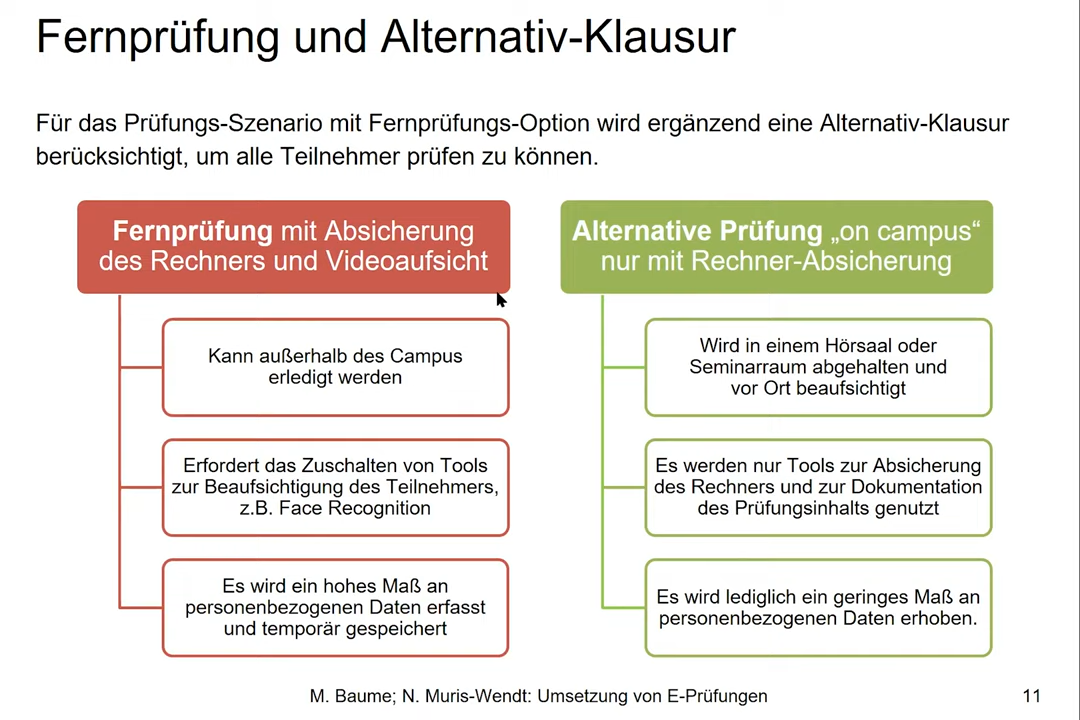 Fernprüfung und Alternativ-Klausur
Für das Prüfungs-Szenario mit Fernprüfungs-Option wird ergänzend eine Alternativ-Klausur
berücksichtigt, um alle Teilnehmer prüfen zu können.
Fernprüfung mit Absicherung
des Rechners und Videoaufsicht
Kann außerhalb des Campus
erledigt werden
Erfordert das Zuschalten von Tools
zur Beaufsichtigung des Teilnehmers,
z.B. Face Recognition
Es wird ein hohes Maß an
personenbezogenen Daten erfasst
und temporär gespeichert
Alternative Prüfung „on campus“
nur mit Rechner-Absicherung
Wird in einem Hörsaal oder
Seminarraum abgehalten und
vor Ort beaufsichtigt
Es werden nur Tools zur Absicherung
des Rechners und zur Dokumentation
des Prüfungsinhalts genutzt
Es wird lediglich ein geringes Maß an
personenbezogenen Daten erhoben.
M. Baume; N. Muris-Wendt: Umsetzung von E-Prüfungen
11